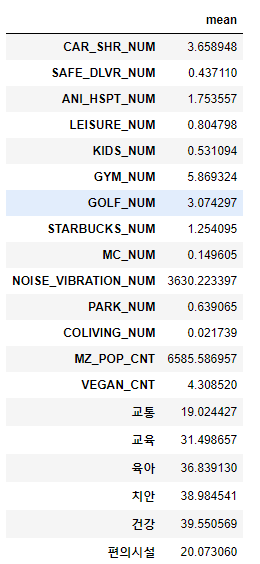 mean
CAR_SHR_NUM 3.658948
SAFE_DLVR_NUM 0.437110
ANI_HSPT_NUM 1.753557
LEISURE_NUM 0.804798
KIDS_NUM 0.531094
GYM_NUM 5.869324
GOLF_NUM 3.074297
STARBUCKS_NUM 1.254095
MC_NUM 0.149605
NOISE_VIBRATION_NUM 3630.223397
PARK_NUM 0.639065
COLIVING_NUM 0.021739
MZ_POP_CNT 6585.586957
VEGAN_CNT 4.308520
교통 19.024427
교육 31.498657
육아 36.839130
치안 38.984541
건강 39.550569
편의시설 20.073060